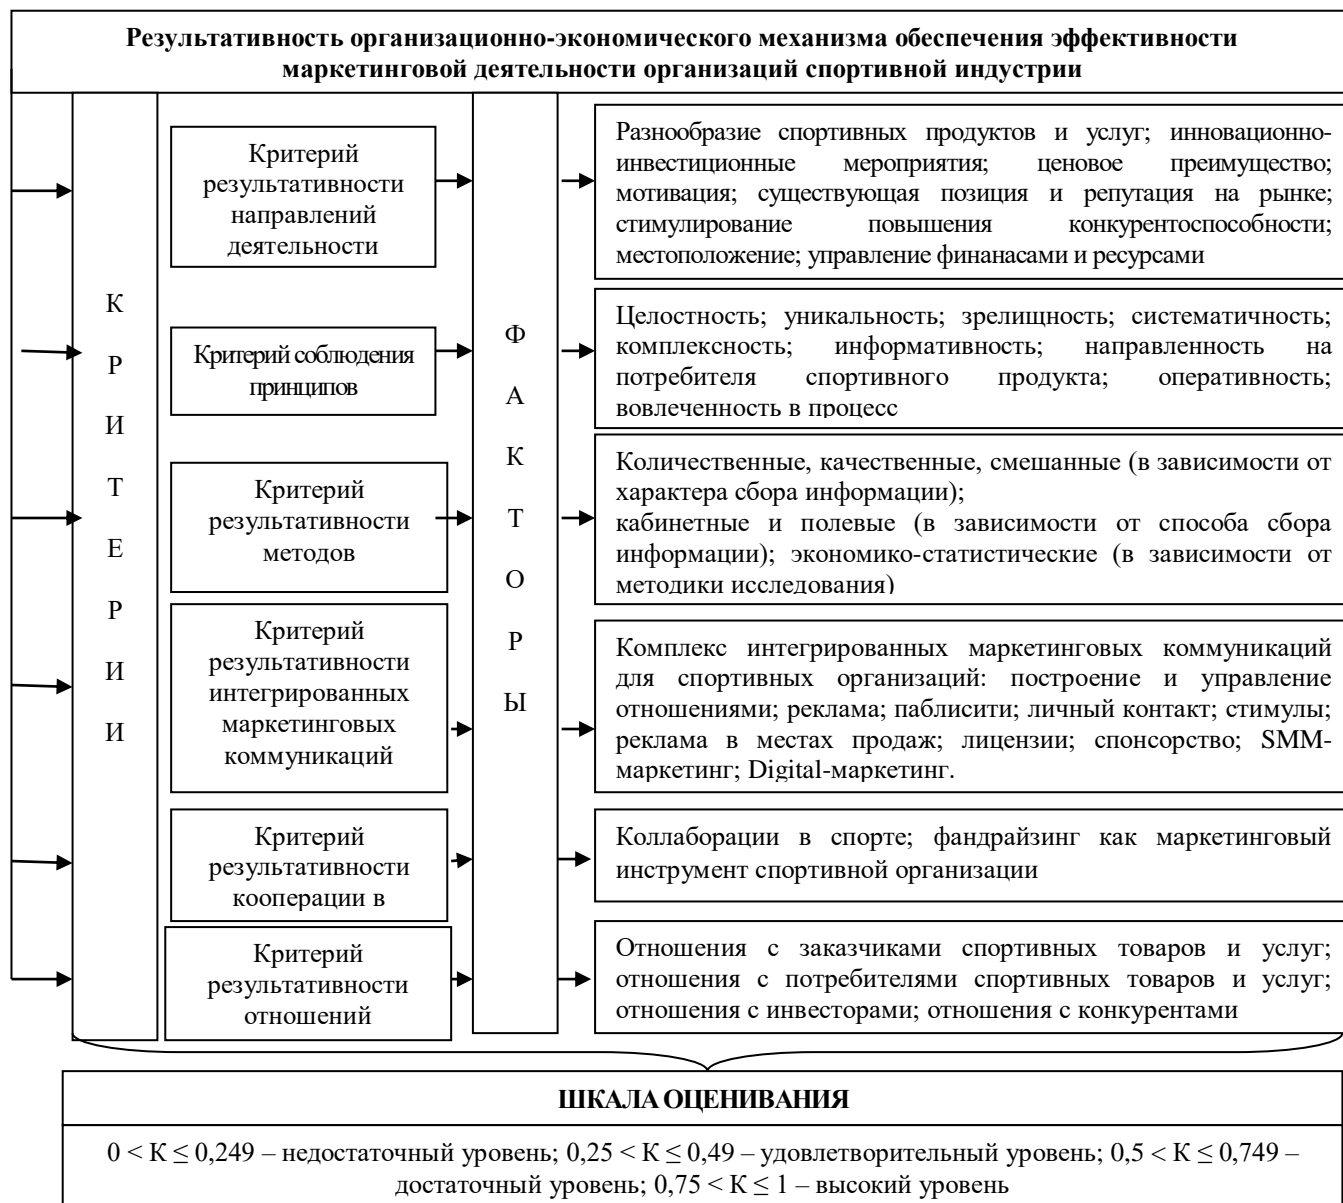 Результативность организационно-экономического механизма обеспечения эффективности
маркетинговой деятельности организаций спортивной индустрии
К
Р
И
Т
Е
Р
И
И
Ф
А
К
Т
О
Р
Ы
Критерий
результативности
направлений
деятельности
Разнообразие спортивных продуктов и услуг; инновационно-
инвестиционные мероприятия; ценовое преимущество;
мотивация; существующая позиция и репутация на рынке;
стимулирование повышения конкурентоспособности;
местоположение; управление финанасами и ресурсами
Критерий соблюдения
принципов
Целостность; уникальность; зрелищность; систематичность;
комплексность; информативность; направленность на
потребителя спортивного продукта; оперативность;
вовлеченность в процесс
Критерий
результативности
методов
Количественные, качественные, смешанные (в зависимости от
характера сбора информации);
кабинетные и полевые (в зависимости от способа сбора
информации); экономико-статистические (в зависимости от
методики исследования)
Критерий
результативности
интегрированных
маркетинговых
коммуникаций
Комплекс интегрированных маркетинговых коммуникаций
для спортивных организаций: построение и управление
отношениями; реклама; паблисити; личный контакт; стимулы;
реклама в местах продаж; лицензии; спонсорство; SMM-
маркетинг; Digital-маркетинг.
Критерий
результативности
кооперации в
Коллаборации в спорте; фандрайзинг как маркетинговый
инструмент спортивной организации
Критерий
результативности
отношений
Отношения с заказчиками спортивных товаров и услуг;
отношения с потребителями спортивных товаров и услуг;
отношения с инвесторами; отношения с конкурентами
ШКАЛА ОЦЕНИВАНИЯ
0 < К ≤ 0,249 – недостаточный уровень; 0,25 < К ≤ 0,49 – удовлетворительный уровень; 0,5 < К ≤ 0,749 –
достаточный уровень; 0,75 < К ≤ 1 – высокий уровень